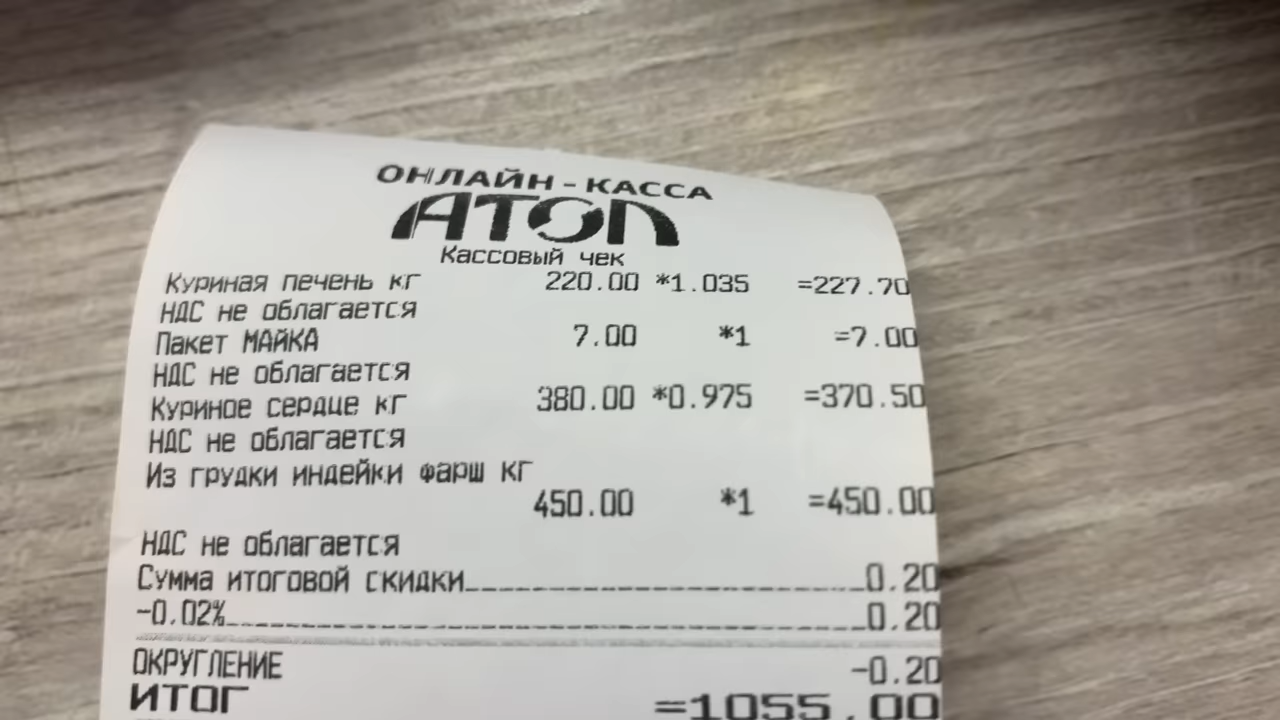 ОНЛАЙН-КАССА
АТОЛ
Кассовый чек
Куриная печень кг 220.00 *1.035 =227.70
НДС не облагается
Пакет МАЙКА 7.00 *1 =7.00
НДС не облагается
Куриное сердце кг 380.00 *0.975 =370.50
НДС не облагается
Из грудки индейки фарш кг
450.00 *1 =450.00
НДС не облагается
Сумма итоговой скидки 0.20
-0.02% 0.20
ОКРУГЛЕНИЕ -0.20
ИТОГ =1055.00